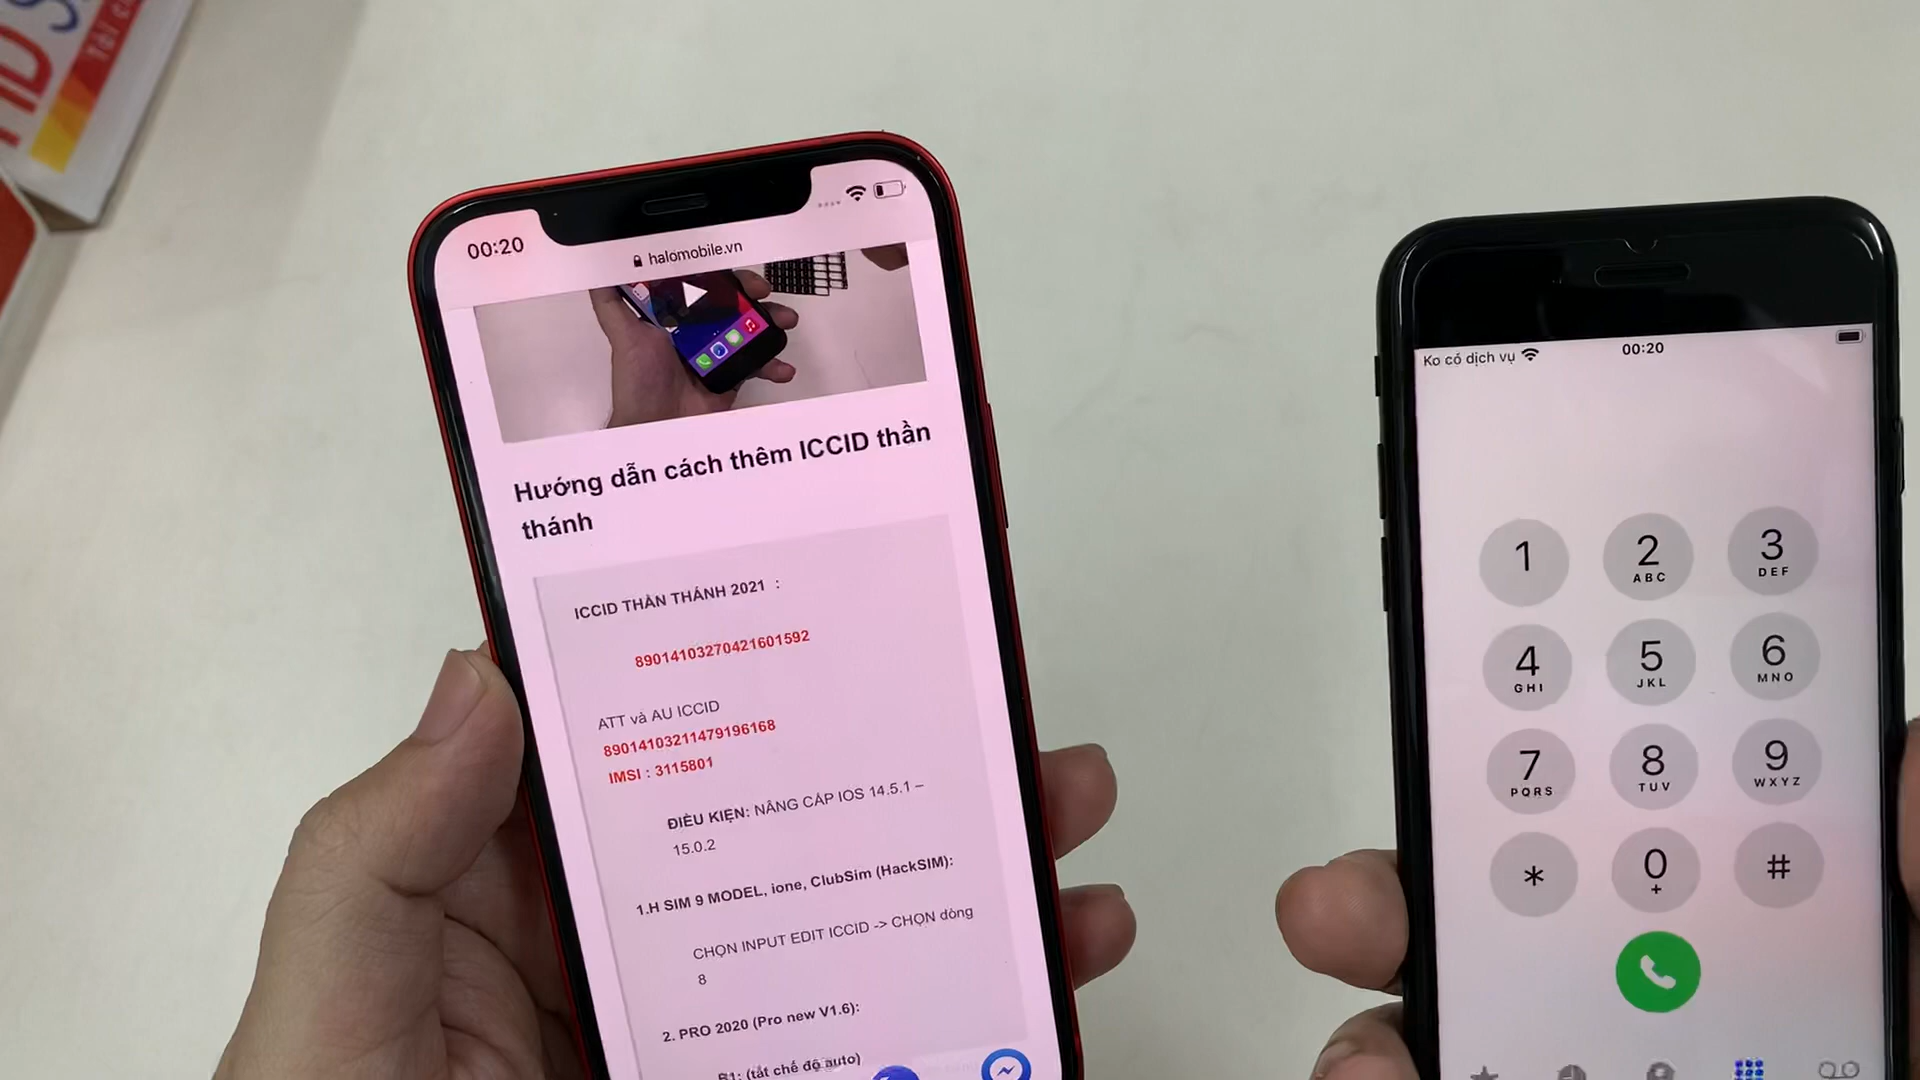 00:20
halomobile.vn
Hướng dẫn cách thêm ICCID thần
thánh
ICCID THẦN THÁNH 2021 :
89014103270421601592
ATT và AU ICCID
89014103211479196168
IMSI : 3115801
ĐIỀU KIỆN: NÂNG CẤP IOS 14.5.1 –
15.0.2
1.H SIM 9 MODEL, ione, ClubSim (HackSIM):
CHỌN INPUT EDIT ICCID -> CHỌN dòng
8
2. PRO 2020 (Pro new V1.6):
B1: (tắt chế độ auto)
Ko có dịch vụ
00:20
1
2
ABC
3
DEF
4
GHI
5
JKL
6
MNO
7
PQRS
8
TUV
9
WXYZ
*
0
+
#